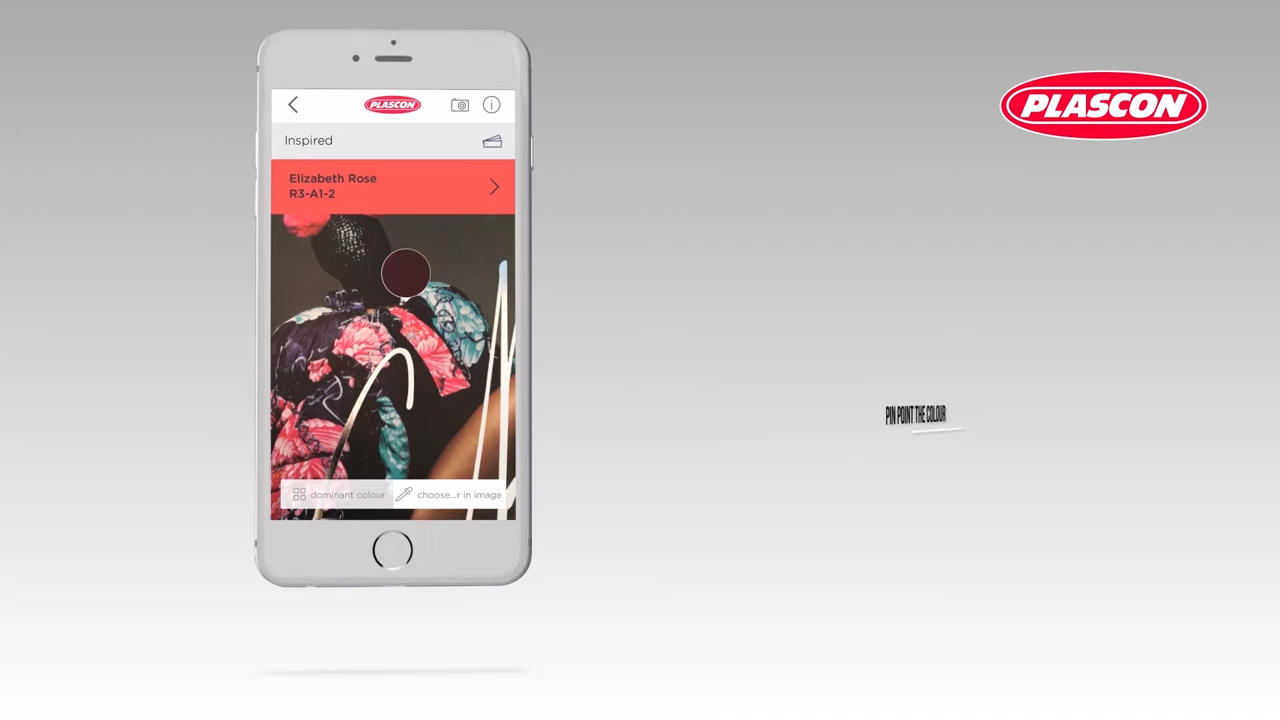 PLASCON
Inspired
Elizabeth Rose
R3-A1-2
dominant colour
choose...r in image
PLASCON
PIN POINT THE COLOUR